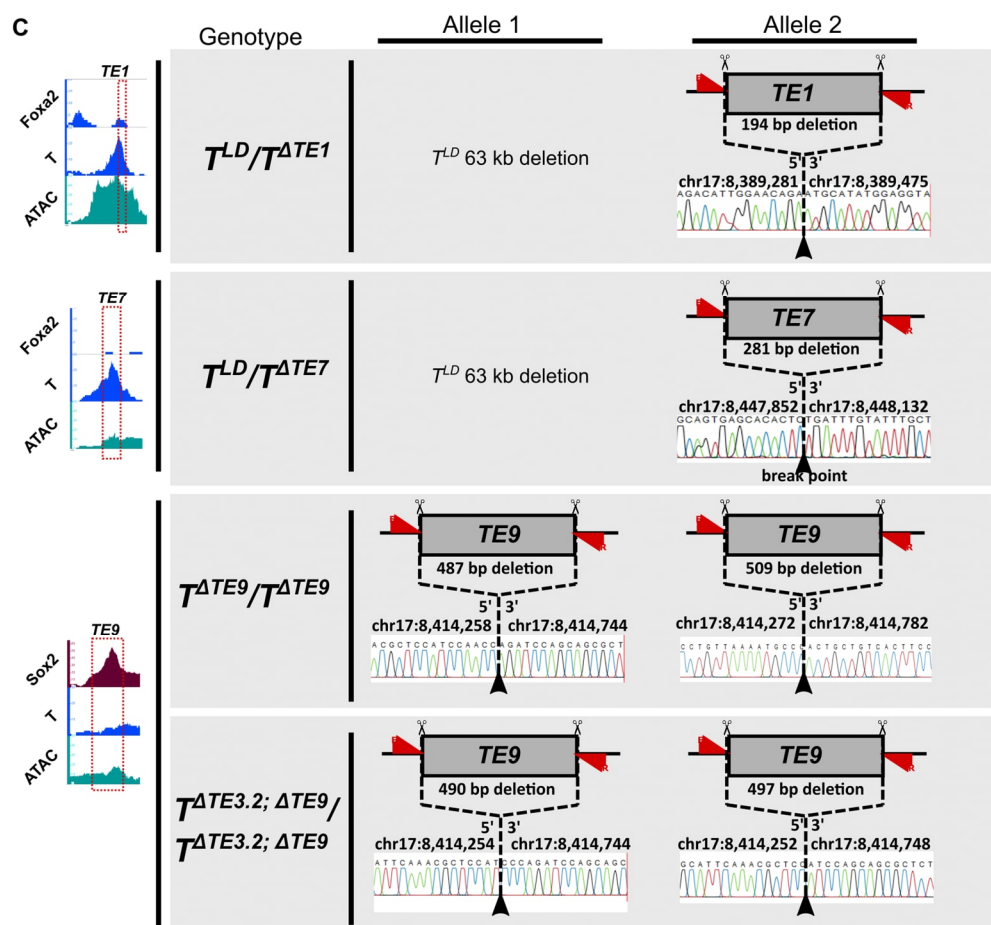 C
Genotype
Allele 1
Allele 2
TE1
Foxa2
T
ATAC
T^LD/T^ΔTE1
T^LD 63 kb deletion
F
TE1
R
194 bp deletion
5' 3'
chr17:8,389,281 chr17:8,389,475
AGACATTGGAACAGAATGCATATGGAGGTA
TE7
Foxa2
T
ATAC
T^LD/T^ΔTE7
T^LD 63 kb deletion
TE7
R
281 bp deletion
5' 3'
chr17:8,447,852 chr17:8,448,132
GCAGTGAGCACACTCTGATTTGTATTTGCT
break point
TE9
Sox2
T
ATAC
T^ΔTE9/T^ΔTE9
TE9
R
487 bp deletion
5' 3'
chr17:8,414,258 chr17:8,414,744
ACGCTCCATCCAACCAGATCCAGCAGCGCT
TE9
R
509 bp deletion
5' 3'
chr17:8,414,272 chr17:8,414,782
CCTGTTAAAATGCCCACTGCTGTCACTTCC
T^ΔTE3.2; ΔTE9/
T^ΔTE3.2; ΔTE9
TE9
R
490 bp deletion
5' 3'
chr17:8,414,254 chr17:8,414,744
ATTCAAACGCTCCATCCCAGATCCAGCAGC
TE9
R
497 bp deletion
5' 3'
chr17:8,414,252 chr17:8,414,748
GCATTCAAACGCTCCATCCAGCAGCGCTCT